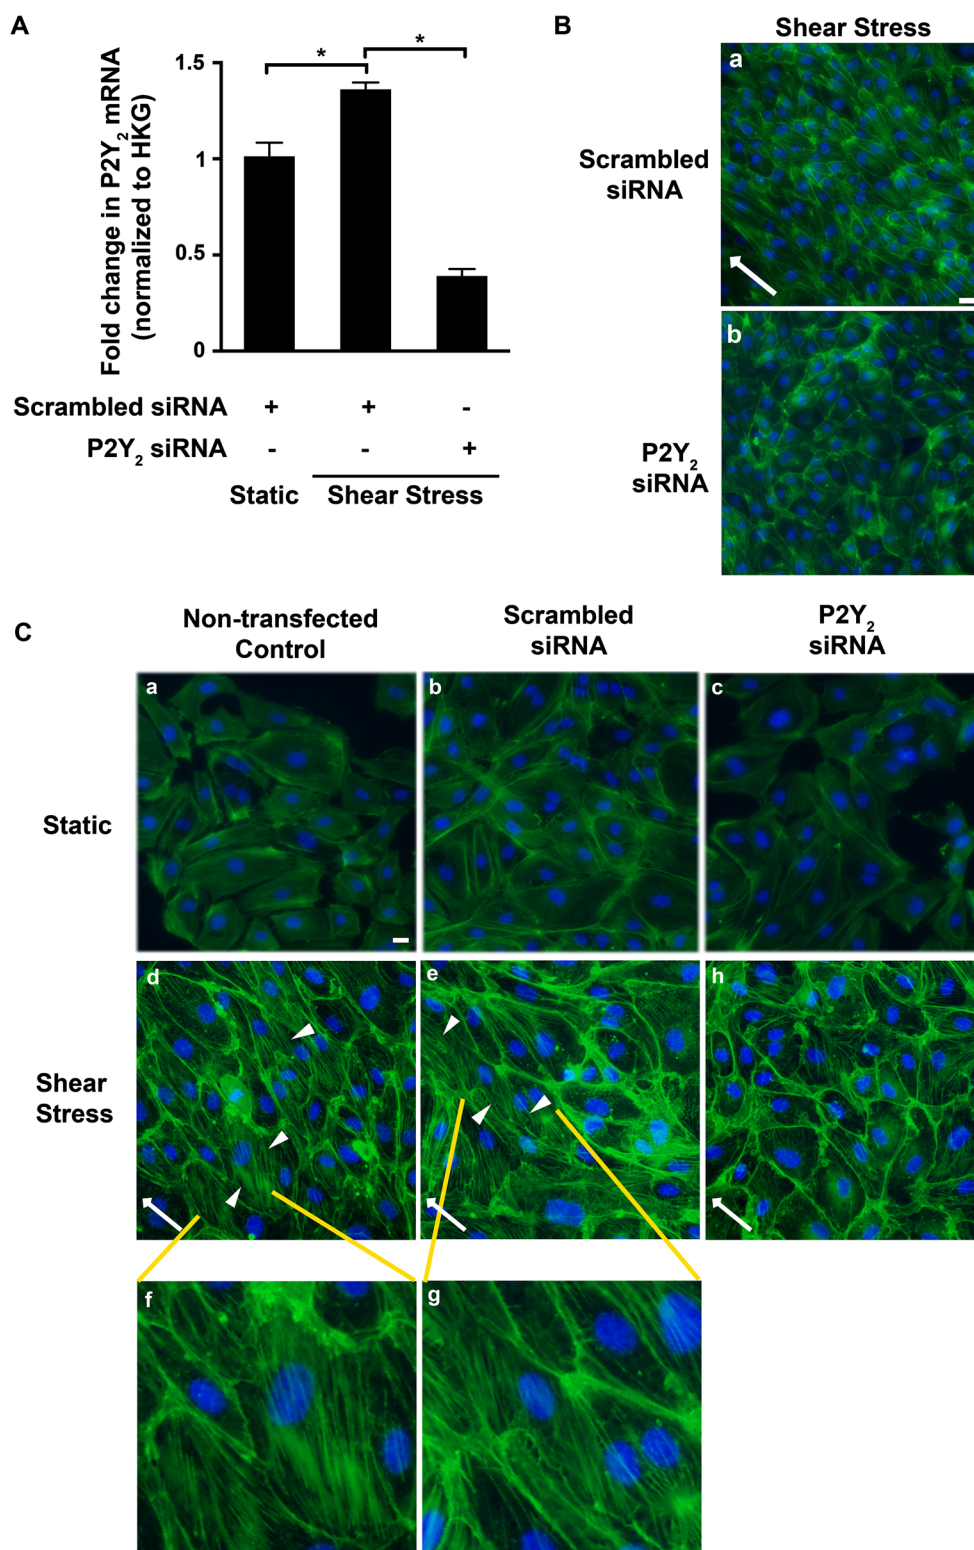 A
Fold change in P2Y2 mRNA
(normalized to HKG)
1.5
1
0.5
0
*
*
Scrambled siRNA + + -
P2Y2 siRNA - - +
Static Shear Stress
B
Shear Stress
Scrambled
siRNA
a
P2Y2
siRNA
b
C
Non-transfected
Control
Scrambled
siRNA
P2Y2
siRNA
Static
a
b
c
Shear
Stress
d
e
h
f
g